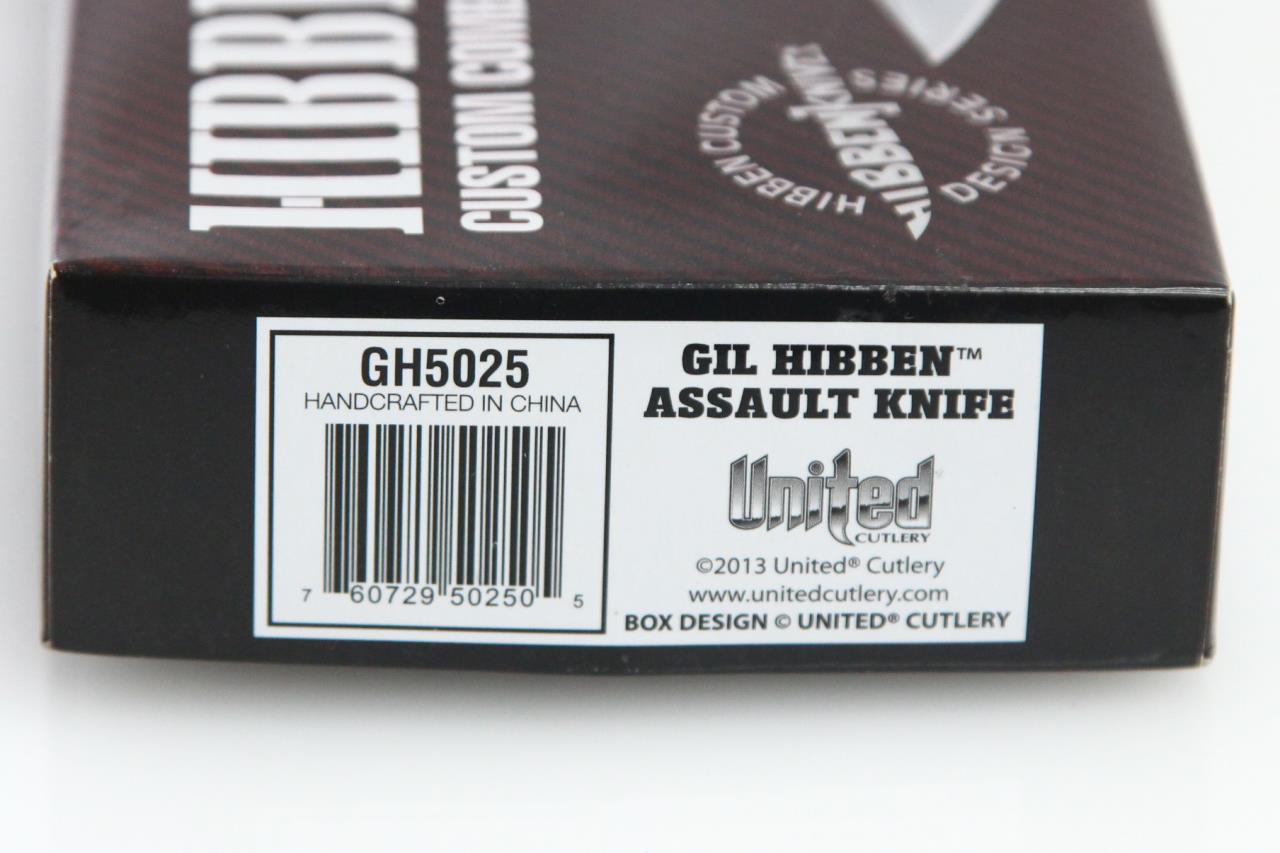 CUSTOM
HIBBEN CUSTOM
DESIGN SERIES
HIBBEN KNIVES
GH5025
HANDCRAFTED IN CHINA
7 60729 50250 5
GIL HIBBEN™
ASSAULT KNIFE
United
CUTLERY
©2013 United® Cutlery
www.unitedcutlery.com
BOX DESIGN © UNITED® CUTLERY